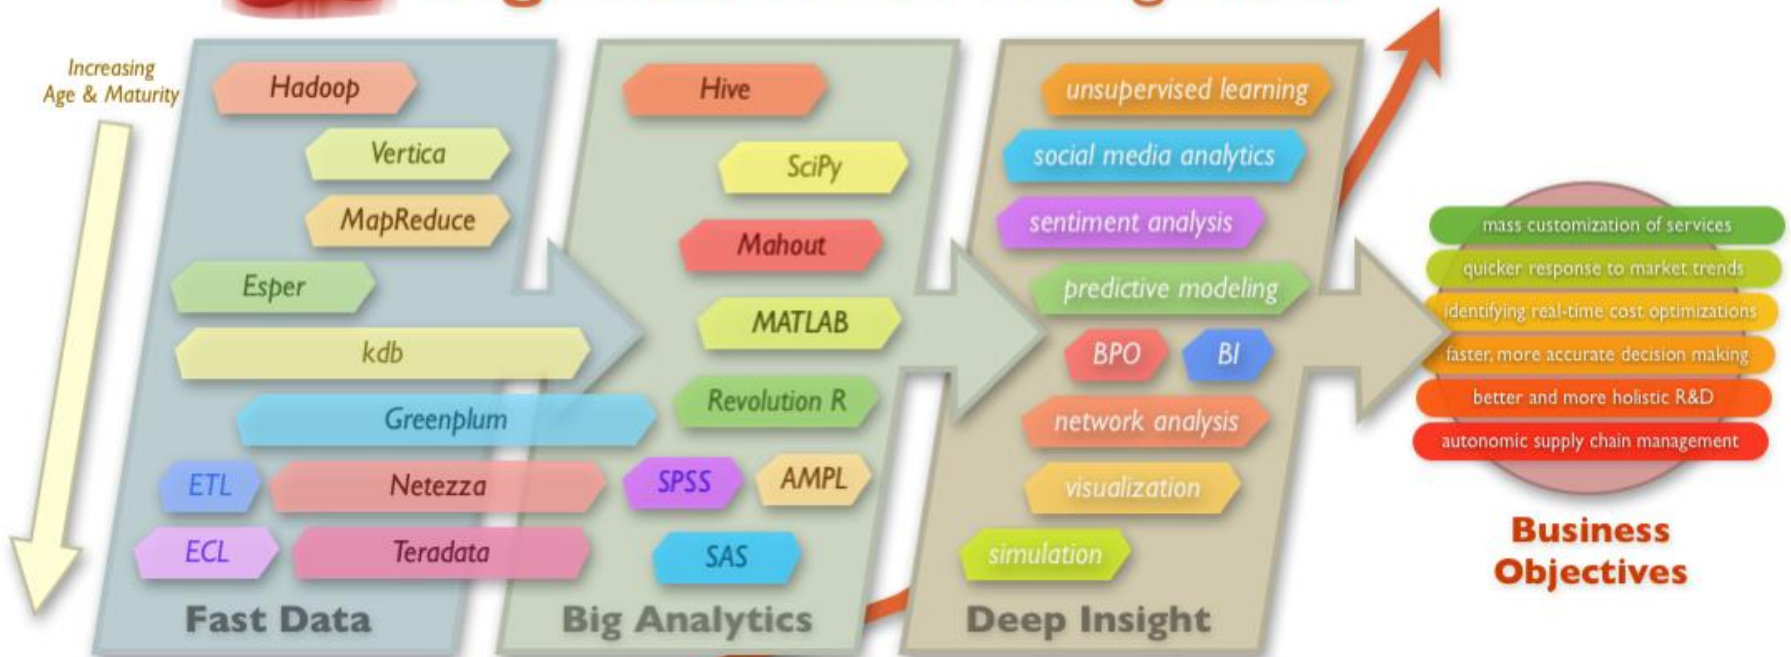 Increasing
Age & Maturity
Hadoop
Vertica
MapReduce
Esper
kdb
Greenplum
ETL
Netezza
ECL
Teradata
Fast Data
Hive
SciPy
Mahout
MATLAB
Revolution R
SPSS
AMPL
SAS
Big Analytics
unsupervised learning
social media analytics
sentiment analysis
predictive modeling
BPO
BI
network analysis
visualization
simulation
Deep Insight
mass customization of services
quicker response to market trends
identifying real-time cost optimizations
faster, more accurate decision making
better and more holistic R&D
autonomic supply chain management
Business
Objectives